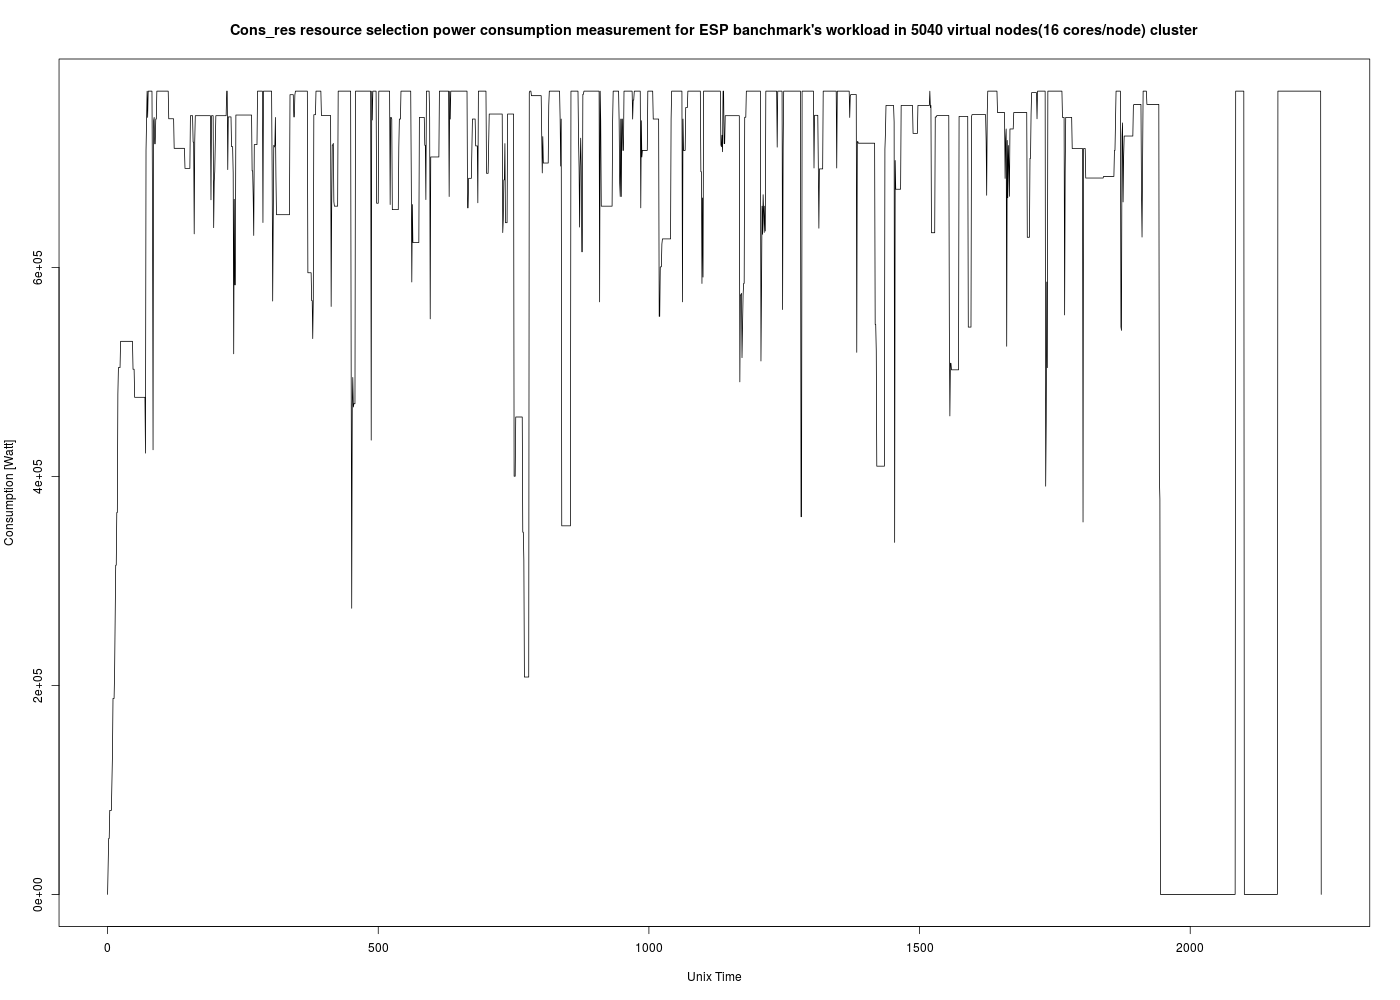 Cons_res resource selection power consumption measurement for ESP banchmark's workload in 5040 virtual nodes(16 cores/node) cluster
Consumption [Watt]
6e+05
4e+05
2e+05
0e+00
0 500 1000 1500 2000
Unix Time